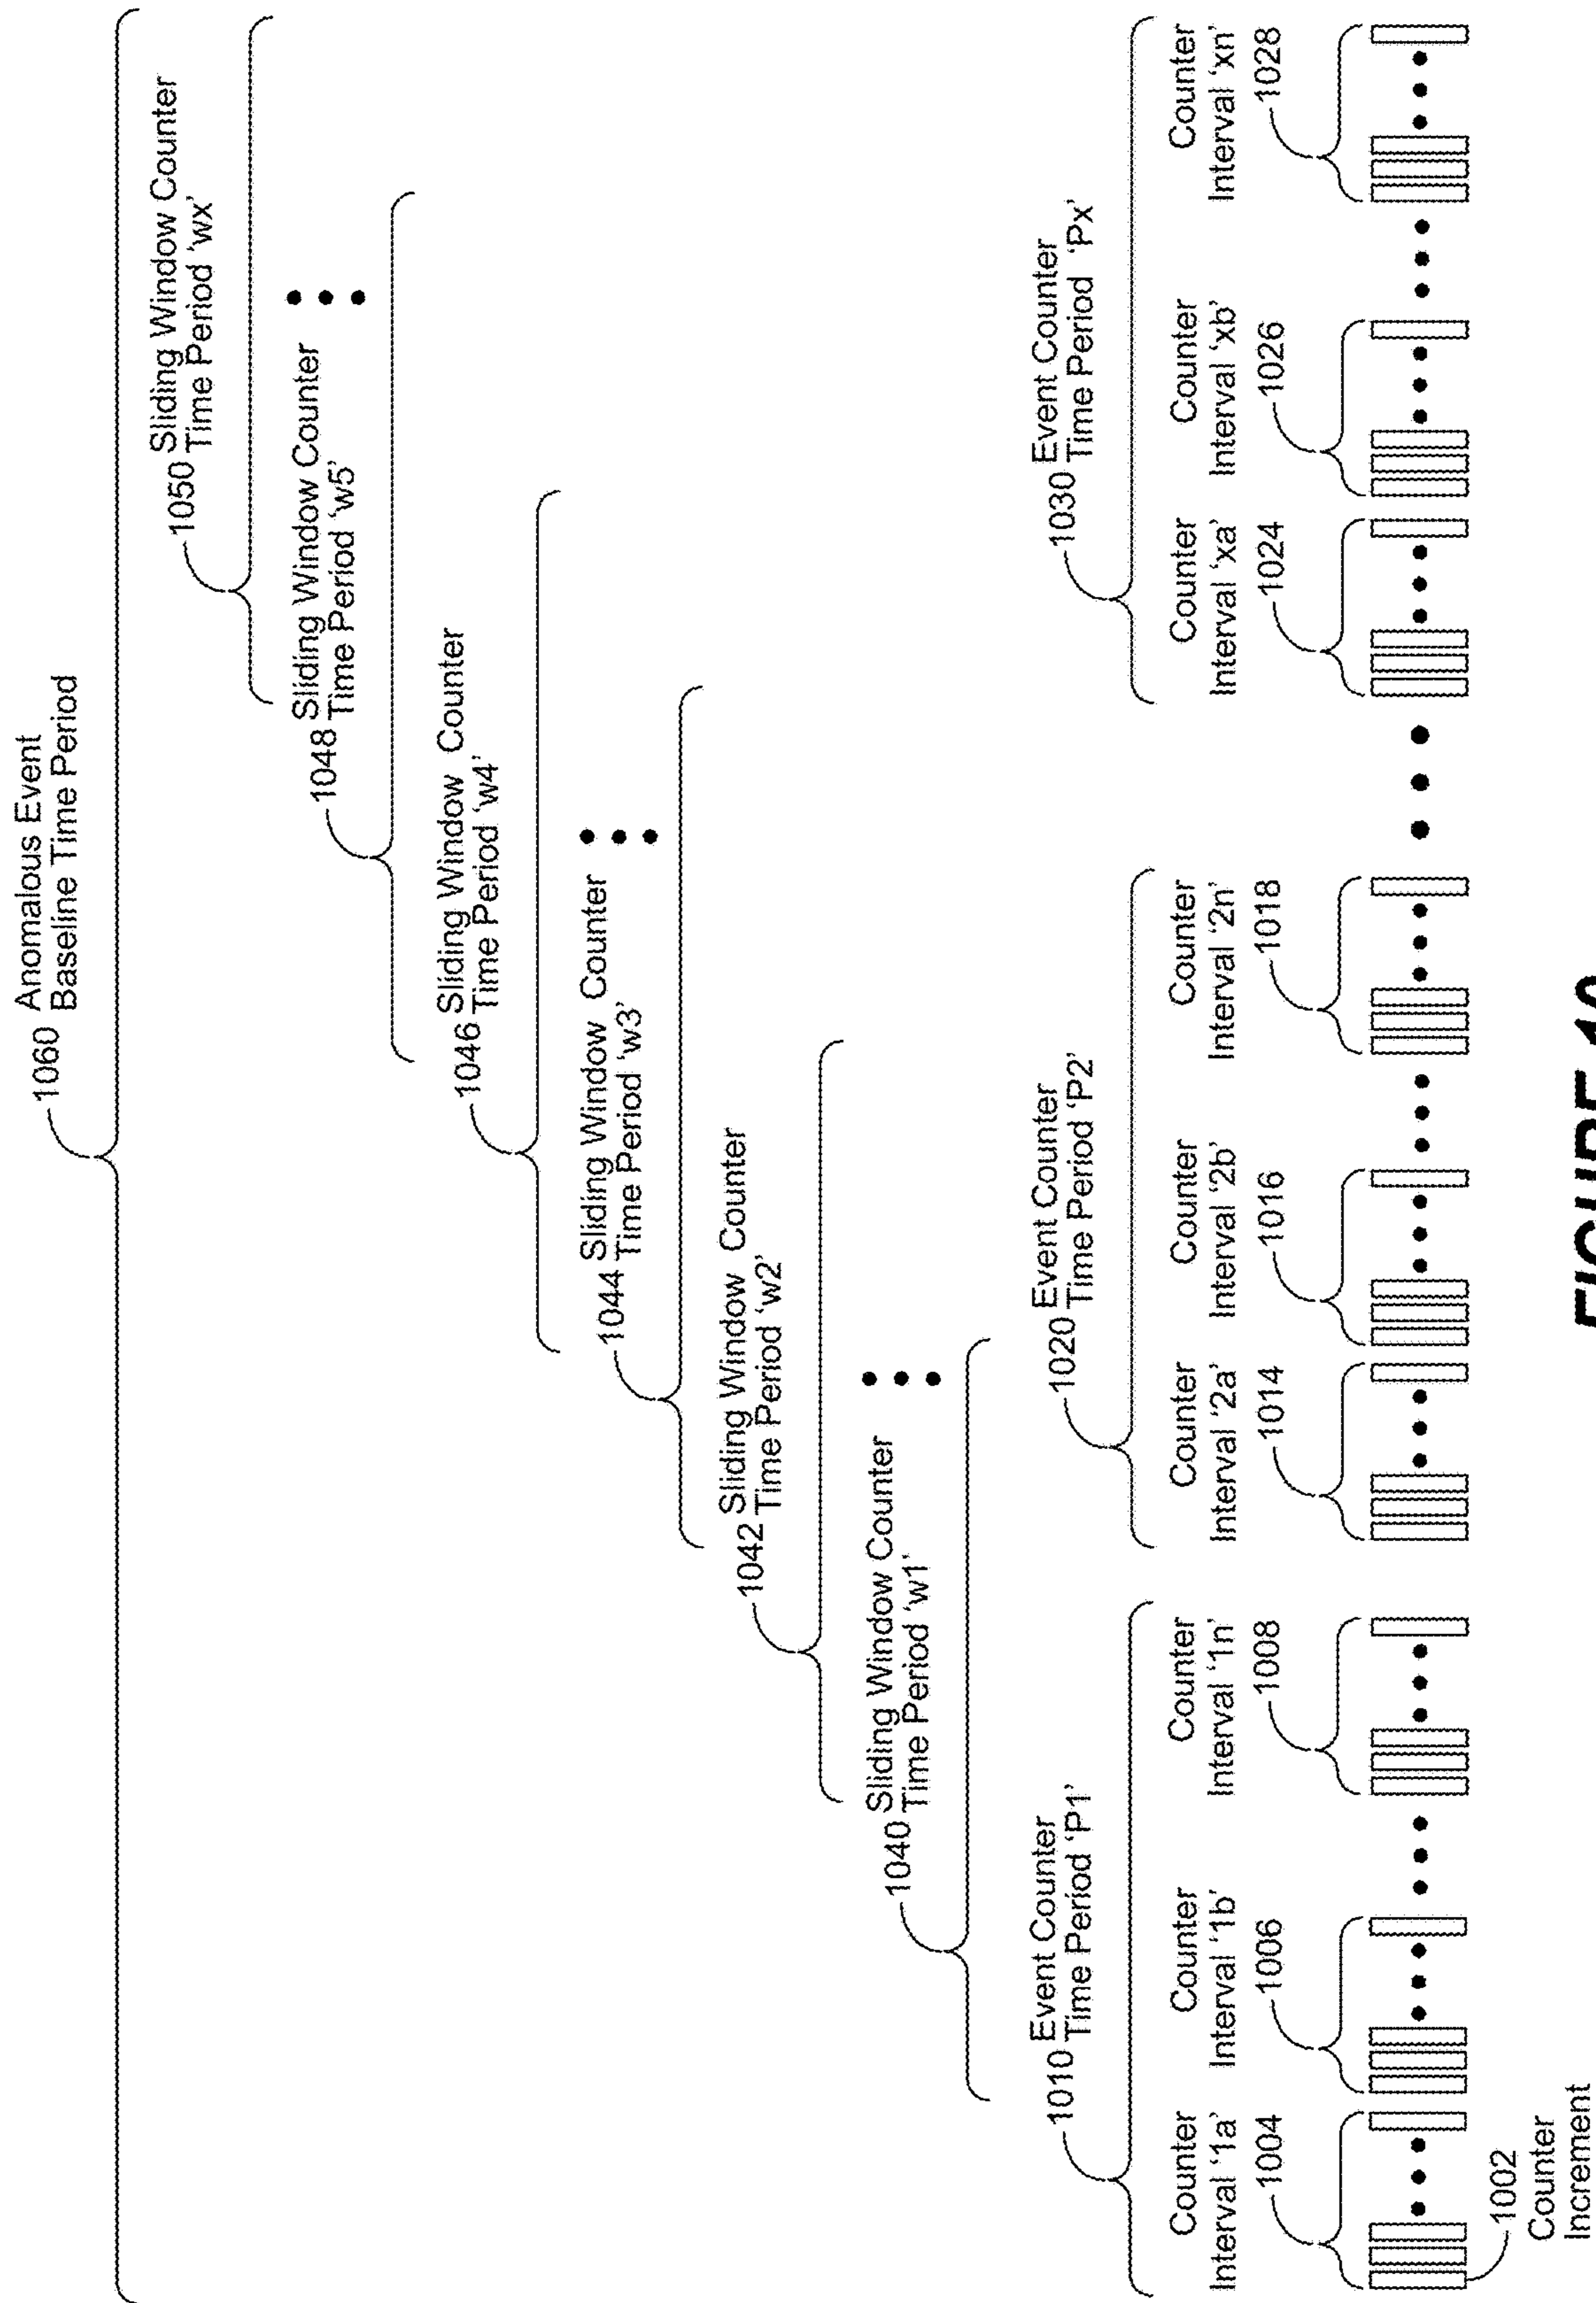 1060 Anomalous Event
Baseline Time Period
1050 Sliding Window Counter
Time Period 'wx'
1048 Sliding Window Counter
Time Period 'w5'
1046 Sliding Window Counter
Time Period 'w4'
1044 Sliding Window Counter
Time Period 'w3'
1042 Sliding Window Counter
Time Period 'w2'
1040 Sliding Window Counter
Time Period 'w1'
1010 Event Counter
Time Period 'P1'
1020 Event Counter
Time Period 'P2'
1030 Event Counter
Time Period 'Px'
Counter
Interval '1a'
1004
Counter
Interval '1b'
1006
Counter
Interval '1n'
1008
Counter
Interval '2a'
1014
Counter
Interval '2b'
1016
Counter
Interval '2n'
1018
Counter
Interval 'xa'
1024
Counter
Interval 'xb'
1026
Counter
Interval 'xn'
1028
1002
Counter
Increment
FIGURE 10